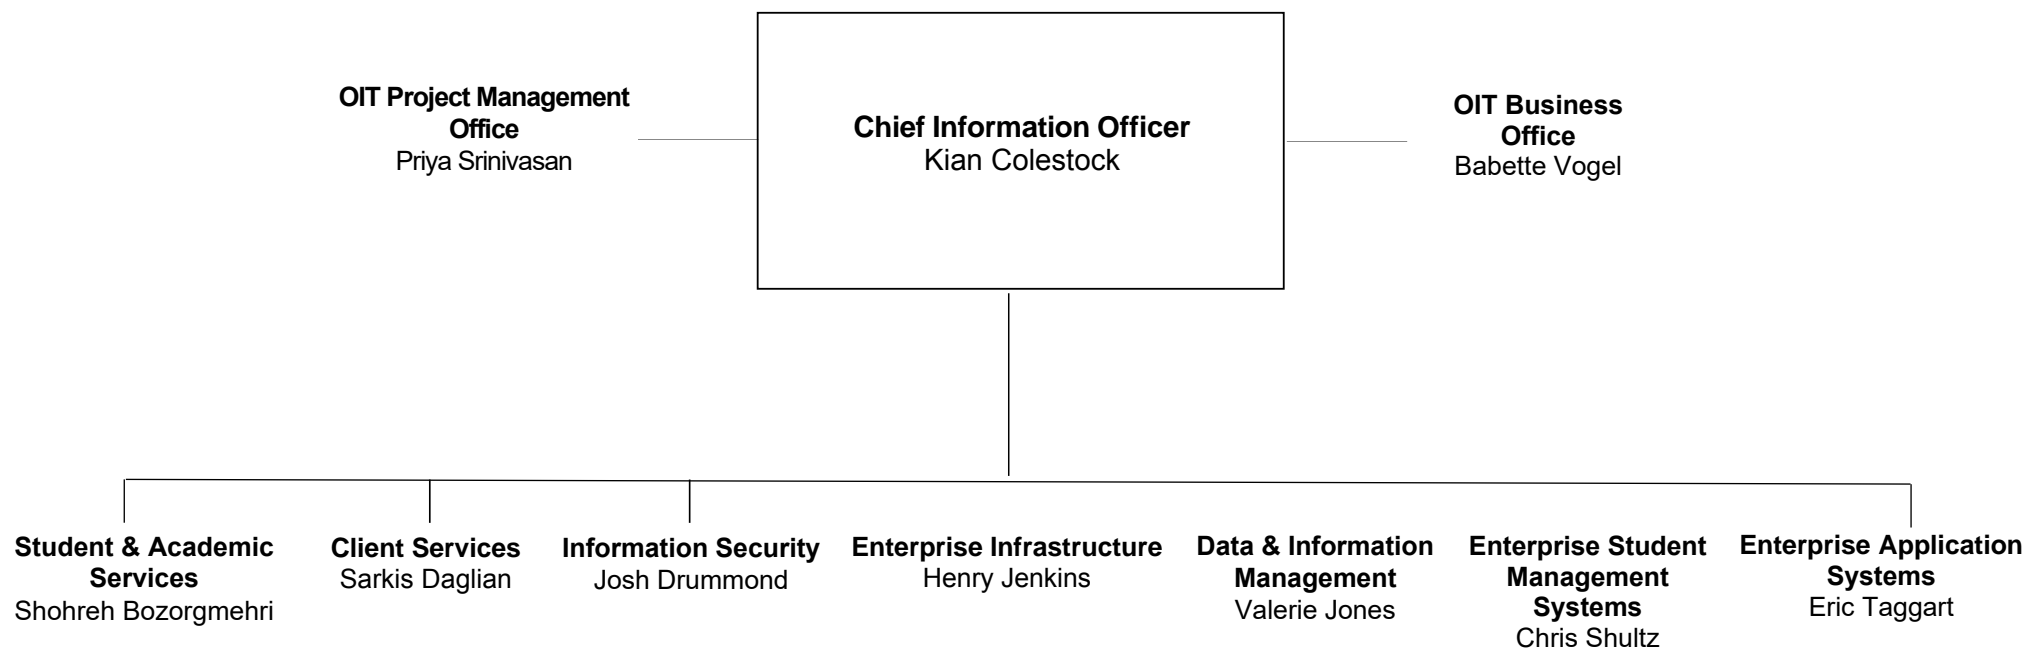 OIT Project Management
Office
Priya Srinivasan
Chief Information Officer
Kian Colestock
OIT Business
Office
Babette Vogel
Student & Academic
Services
Shohreh Bozorgmehri
Client Services
Sarkis Daglian
Information Security
Josh Drummond
Enterprise Infrastructure
Henry Jenkins
Data & Information
Management
Valerie Jones
Enterprise Student
Management
Systems
Chris Shultz
Enterprise Application
Systems
Eric Taggart